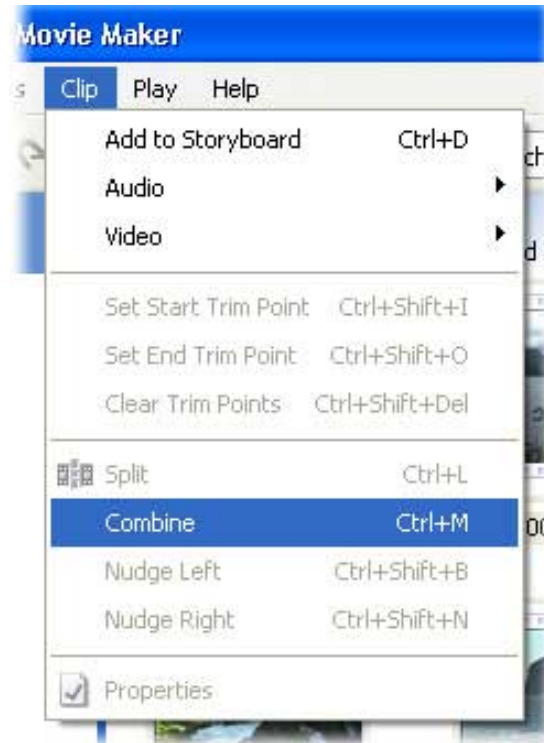 Movie Maker
s Clip Play Help
Add to Storyboard Ctrl+D
Audio
Video
Set Start Trim Point Ctrl+Shift+I
Set End Trim Point Ctrl+Shift+O
Clear Trim Points Ctrl+Shift+Del
Split Ctrl+L
Combine Ctrl+M
Nudge Left Ctrl+Shift+B
Nudge Right Ctrl+Shift+N
Properties